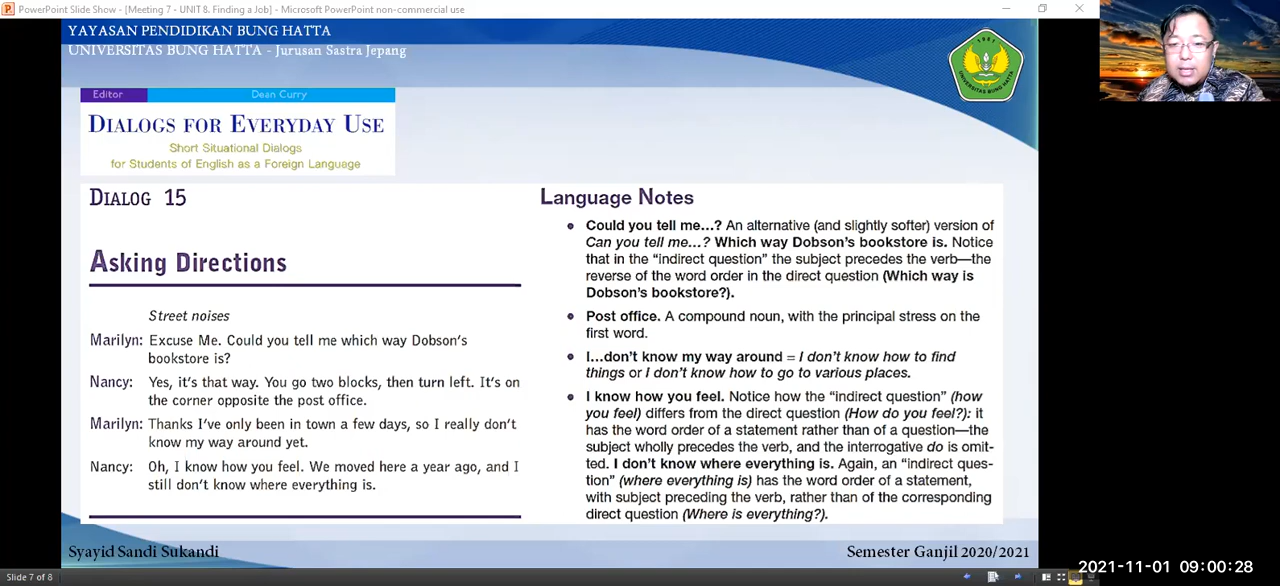 PowerPoint Slide Show - [Meeting 7 - UNIT 8. Finding a Job] - Microsoft PowerPoint non-commercial use
YAYASAN PENDIDIKAN BUNG HATTA
UNIVERSITAS BUNG HATTA - Jurusan Sastra Jepang
1981
UNIVERSITAS BUNG HATTA
Editor Dean Curry
DIALOGS FOR EVERYDAY USE
Short Situational Dialogs
for Students of English as a Foreign Language
DIALOG 15
Asking Directions
Street noises
Marilyn: Excuse Me. Could you tell me which way Dobson's
bookstore is?
Nancy: Yes, it's that way. You go two blocks, then turn left. It's on
the corner opposite the post office.
Marilyn: Thanks I've only been in town a few days, so I really don't
know my way around yet.
Nancy: Oh, I know how you feel. We moved here a year ago, and I
still don't know where everything is.
Language Notes
• Could you tell me...? An alternative (and slightly softer) version of
Can you tell me...? Which way Dobson's bookstore is. Notice
that in the “indirect question” the subject precedes the verb—the
reverse of the word order in the direct question (Which way is
Dobson's bookstore?).
• Post office. A compound noun, with the principal stress on the
first word.
• I...don't know my way around = I don't know how to find
things or I don't know how to go to various places.
• I know how you feel. Notice how the “indirect question” (how
you feel) differs from the direct question (How do you feel?): it
has the word order of a statement rather than of a question—the
subject wholly precedes the verb, and the interrogative do is omit-
ted. I don't know where everything is. Again, an “indirect ques-
tion” (where everything is) has the word order of a statement,
with subject preceding the verb, rather than of the corresponding
direct question (Where is everything?).
Syayid Sandi Sukandi
Semester Ganjil 2020/2021
2021-11-01 09:00:28
Slide 7 of 8